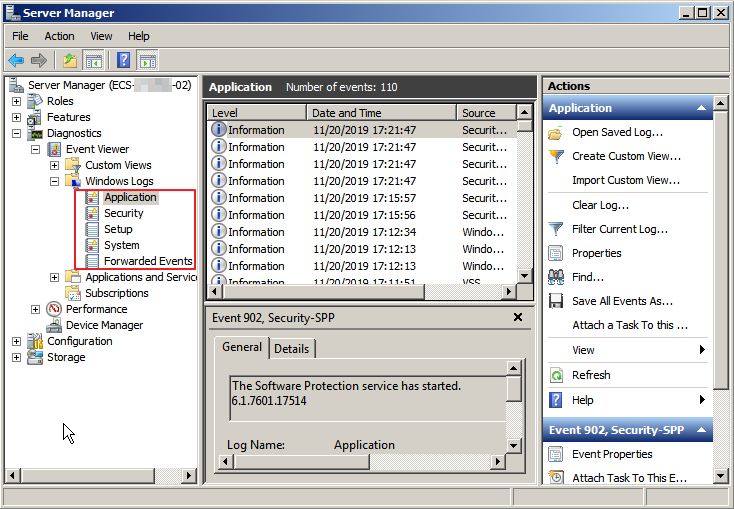 Server Manager
File Action View Help
Server Manager (ECS- -02)
Roles
Features
Diagnostics
Event Viewer
Custom Views
Windows Logs
Application
Security
Setup
System
Forwarded Events
Applications and Service
Subscriptions
Performance
Device Manager
Configuration
Storage
Application Number of events: 110
Level Date and Time Source
Information 11/20/2019 17:21:47 Securit...
Information 11/20/2019 17:21:47 Securit...
Information 11/20/2019 17:21:47 Securit...
Information 11/20/2019 17:21:47 Securit...
Information 11/20/2019 17:15:57 Securit...
Information 11/20/2019 17:15:56 Securit...
Information 11/20/2019 17:12:34 Windo...
Information 11/20/2019 17:12:13 Windo...
Information 11/20/2019 17:12:13 Windo...
Information 11/20/2019 17:11:51 VSS
Event 902, Security-SPP
General Details
The Software Protection service has started.
6.1.7601.17514
Log Name: Application
Actions
Application
Open Saved Log...
Create Custom View...
Import Custom View...
Clear Log...
Filter Current Log...
Properties
Find...
Save All Events As...
Attach a Task To this ...
View
Refresh
Help
Event 902, Security-SPP
Event Properties
Attach Task To This E...